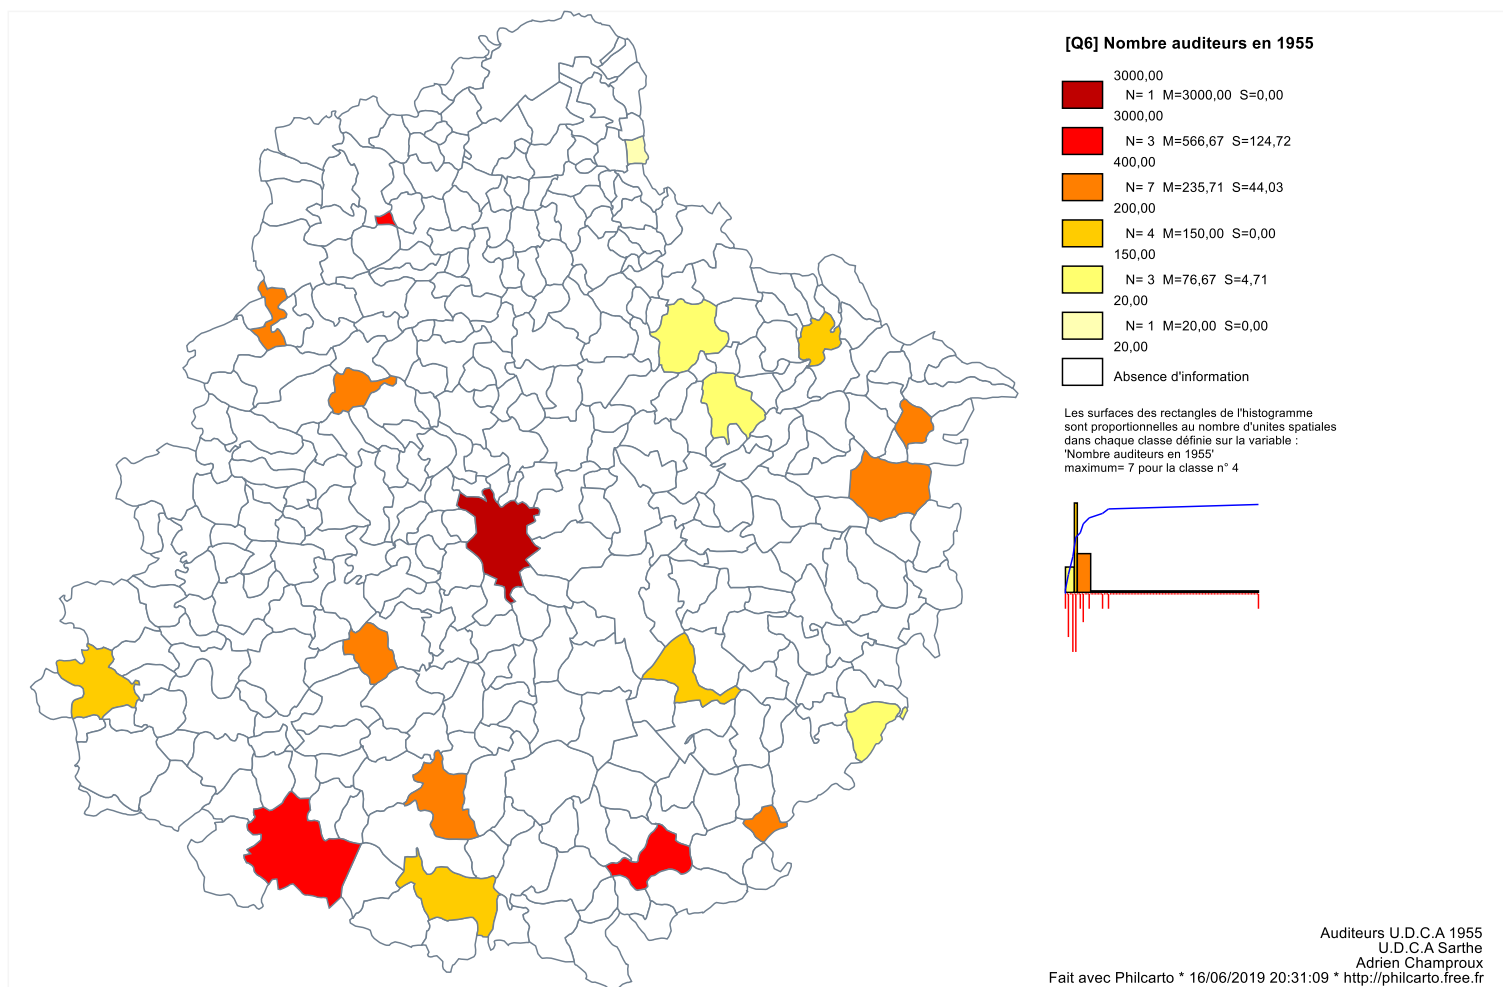 [Q6] Nombre auditeurs en 1955
3000,00
N= 1 M=3000,00 S=0,00
3000,00
N= 3 M=566,67 S=124,72
400,00
N= 7 M=235,71 S=44,03
200,00
N= 4 M=150,00 S=0,00
150,00
N= 3 M=76,67 S=4,71
20,00
N= 1 M=20,00 S=0,00
20,00
Absence d'information
Les surfaces des rectangles de l'histogramme
sont proportionnelles au nombre d'unites spatiales
dans chaque classe définie sur la variable :
'Nombre auditeurs en 1955'
maximum= 7 pour la classe n° 4
Auditeurs U.D.C.A 1955
U.D.C.A Sarthe
Adrien Champroux
Fait avec Philcarto * 16/06/2019 20:31:09 * http://philcarto.free.fr